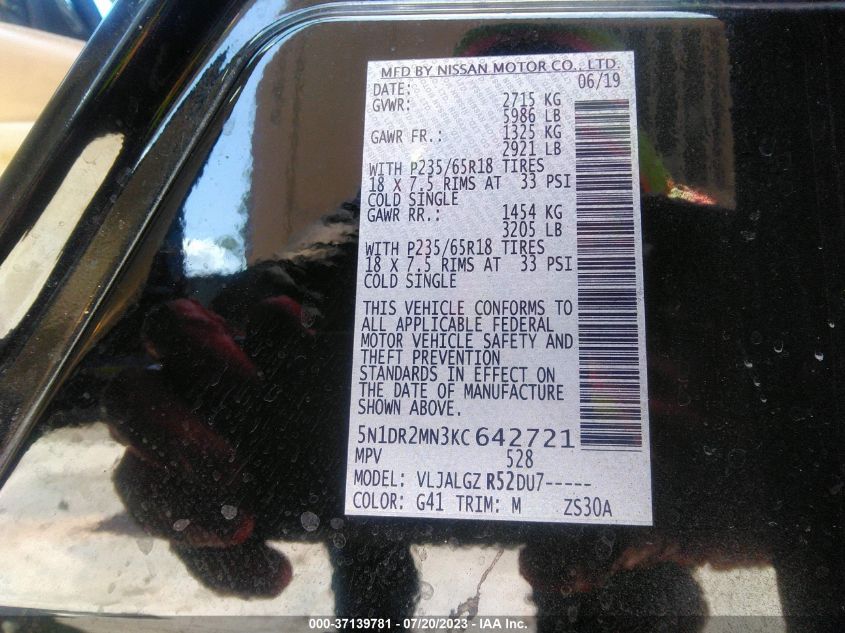 MFD BY NISSAN MOTOR CO., LTD.
DATE: 06/19
GVWR: 2715 KG
5986 LB
GAWR FR.: 1325 KG
2921 LB
WITH P235/65R18 TIRES
18 X 7.5 RIMS AT 33 PSI
COLD SINGLE
GAWR RR.: 1454 KG
3205 LB
WITH P235/65R18 TIRES
18 X 7.5 RIMS AT 33 PSI
COLD SINGLE
THIS VEHICLE CONFORMS TO
ALL APPLICABLE FEDERAL
MOTOR VEHICLE SAFETY AND
THEFT PREVENTION
STANDARDS IN EFFECT ON
THE DATE OF MANUFACTURE
SHOWN ABOVE.
5N1DR2MN3KC642721
MPV 528
MODEL: VLJALGZ R52DU7-----
COLOR: G41 TRIM: M ZS30A
000-37139781 - 07/20/2023 - IAA Inc.